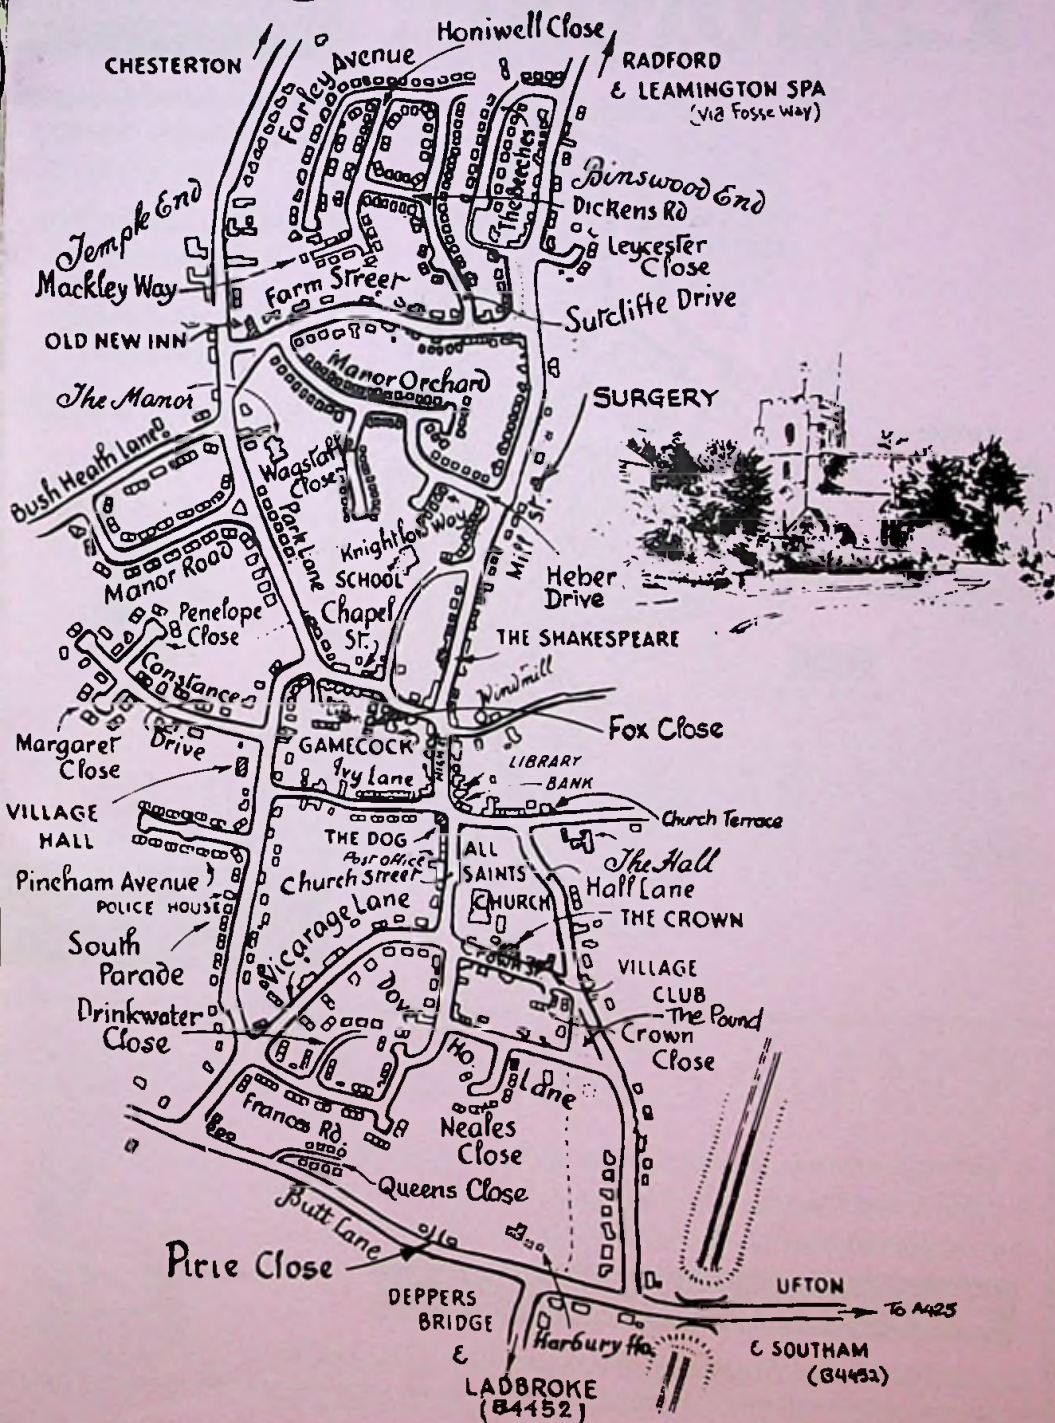 Honiwell Close
CHESTERTON
Farley Avenue
RADFORD
& LEAMINGTON SPA
(Via Fosse Way)
The Beeches
Binswood End
Dickens Rd
Temple End
Leycester
Close
Mackley Way
Farm Street
Sutcliffe Drive
OLD NEW INN
Manor Orchard
The Manor
SURGERY
Bush Heath Lane
Wagstaff
Close
Park Lane
Knightlow
Way
Mill St.
SCHOOL
Manor Road
Heber
Drive
Penelope
Close
Chapel
St.
THE SHAKESPEARE
Constance
Drive
Windmill
Fox Close
Margaret
Close
GAMECOCK
HIGH
LIBRARY
Ivy Lane
BANK
VILLAGE
HALL
Church Terrace
THE DOG
Post Office
ALL
SAINTS
CHURCH
The Hall
Church Street
Hall Lane
Pincham Avenue
POLICE HOUSE
THE CROWN
Vicarage Lane
South
Parade
VILLAGE
CLUB
Dov
Ho.
Lane
The Pound
Drinkwater
Close
Crown
Close
Frances Rd.
Neales
Close
Queens Close
Butt Lane
Pirie Close
UFTON
DEPPERS
BRIDGE
To A425
&
Harbury Ho.
& SOUTHAM
(B4452)
LADBROKE
(B4452)